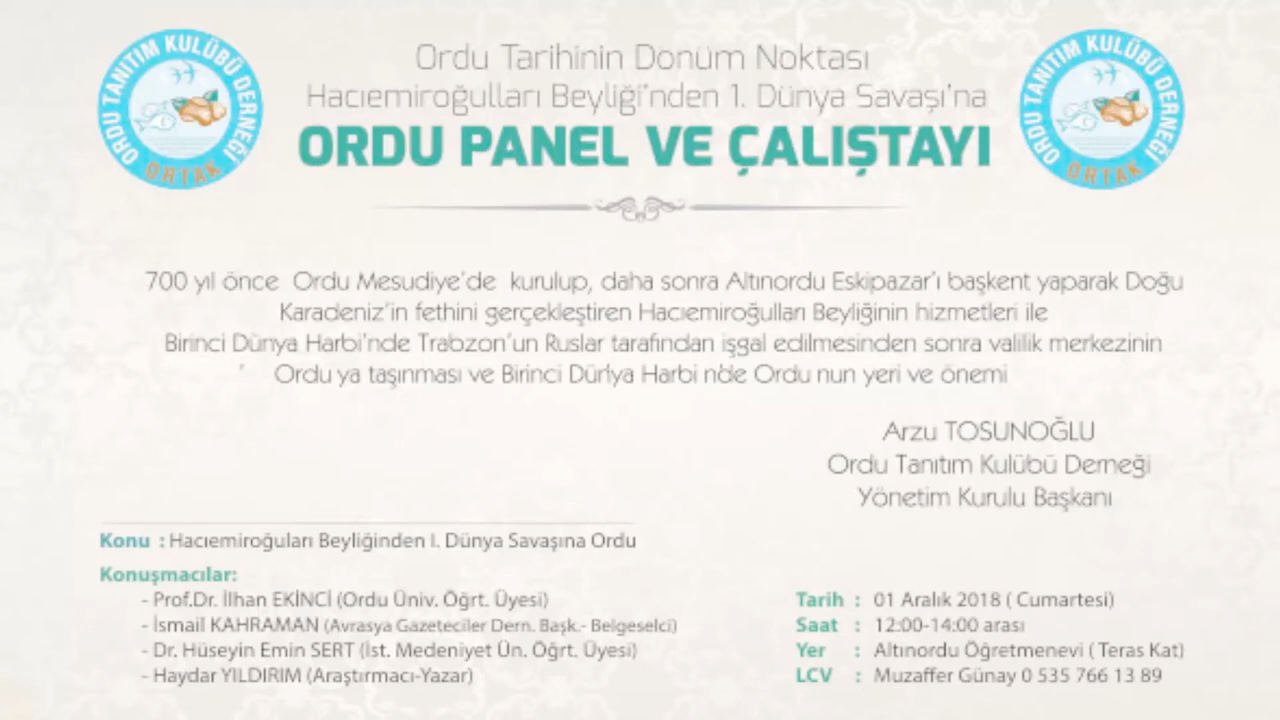 ORDU TANITIM KULÜBÜ DERNEĞİ
ORTAK
Ordu Tarihinin Donüm Noktası
Hacıemiroğulları Beyliği'nden 1. Dünya Savaşı'na
ORDU PANEL VE ÇALIŞTAYI
ORDU TANITIM KULÜBÜ DERNEĞİ
ORTAK
700 yıl önce Ordu Mesudiye'de kurulup, daha sonra Altınordu Eskipazar'ı başkent yaparak Doğu
Karadeniz'in fethini gerçekleştiren Hacıemiroğulları Beyliğinin hizmetleri ile
Birinci Dünya Harbi'nde Trabzon'un Ruslar tarafından işgal edilmesinden sonra valilik merkezinin
' Ordu ya taşınması ve Birinci Dür'ıya Harbi n'de Ordu nun yeri ve önemi
Arzu TOSUNOĞLU
Ordu Tanıtım Kulübü Derneği
Yönetim Kurulu Başkanı
Konu : Hacıemiroğuları Beyliğinden I. Dünya Savaşına Ordu
Konuşmacılar:
- Prof.Dr. İlhan EKİNCİ (Ordu Üniv. Öğrt. Üyesi)
- İsmail KAHRAMAN (Avrasya Gazeteciler Dern. Başk.- Belgeselci)
- Dr. Hüseyin Emin SERT (İst. Medeniyet Ün. Öğrt. Üyesi)
- Haydar YILDIRIM (Araştırmacı-Yazar)
Tarih : 01 Aralık 2018 ( Cumartesi)
Saat : 12:00-14:00 arası
Yer : Altınordu Öğretmenevi ( Teras Kat)
LCV : Muzaffer Günay 0 535 766 13 89